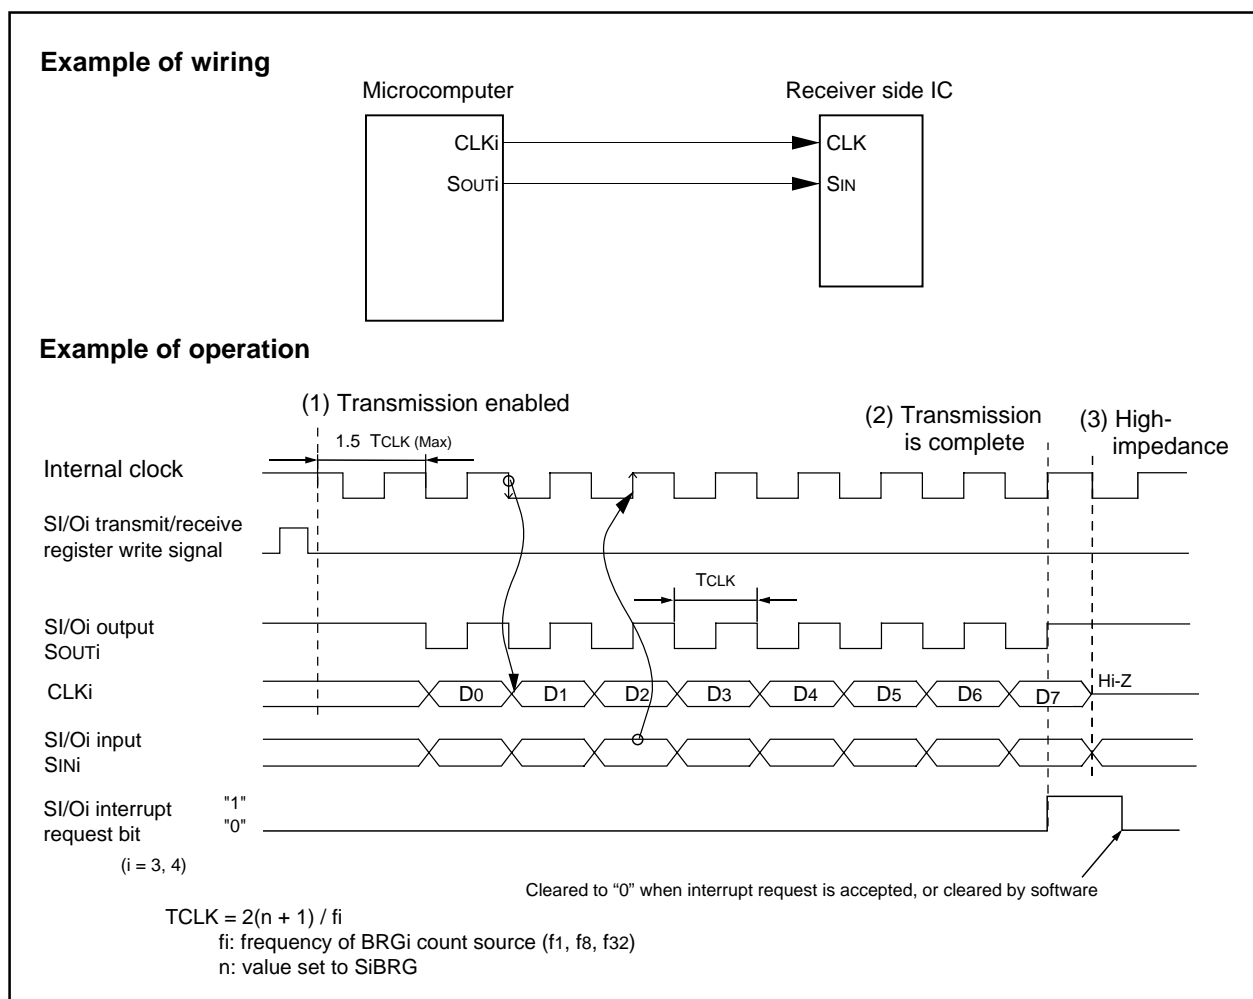 Example of wiring
Microcomputer
Receiver side IC
CLKi
CLK
SOUTi
SIN
Example of operation
(1) Transmission enabled
(2) Transmission
is complete
(3) High-
impedance
1.5 TCLK (Max)
Internal clock
SI/Oi transmit/receive
register write signal
TCLK
SI/Oi output
SOUTi
CLKi
D0 D1 D2 D3 D4 D5 D6 D7
Hi-Z
SI/Oi input
SINi
SI/Oi interrupt
request bit
"1"
"0"
(i = 3, 4)
Cleared to “0” when interrupt request is accepted, or cleared by software
TCLK = 2(n + 1) / fi
fi: frequency of BRGi count source (f1, f8, f32)
n: value set to SiBRG